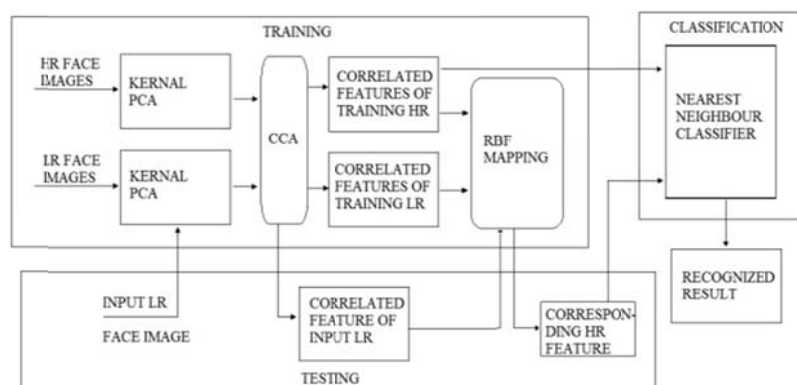 TRAINING
HR FACE
IMAGES
KERNAL
PCA
LR FACE
IMAGES
KERNAL
PCA
CCA
CORRELATED
FEATURES OF
TRAINING HR
CORRELATED
FEATURES OF
TRAINING LR
RBF
MAPPING
CLASSIFICATION
NEAREST
NEIGHBOUR
CLASSIFIER
RECOGNIZED
RESULT
INPUT LR
FACE IMAGE
CORRELATED
FEATURE OF
INPUT LR
CORRESPON-
DING HR
FEATURE
TESTING